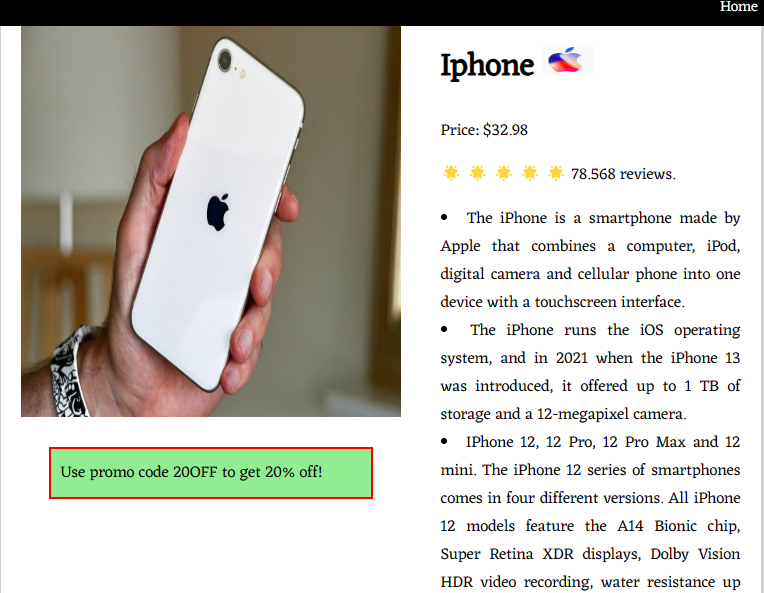 Home
Iphone
Price: $32.98
78.568 reviews.
• The iPhone is a smartphone made by
Apple that combines a computer, iPod,
digital camera and cellular phone into one
device with a touchscreen interface.
• The iPhone runs the iOS operating
system, and in 2021 when the iPhone 13
was introduced, it offered up to 1 TB of
storage and a 12-megapixel camera.
• IPhone 12, 12 Pro, 12 Pro Max and 12
mini. The iPhone 12 series of smartphones
comes in four different versions. All iPhone
12 models feature the A14 Bionic chip,
Super Retina XDR displays, Dolby Vision
HDR video recording, water resistance up
Use promo code 20OFF to get 20% off!